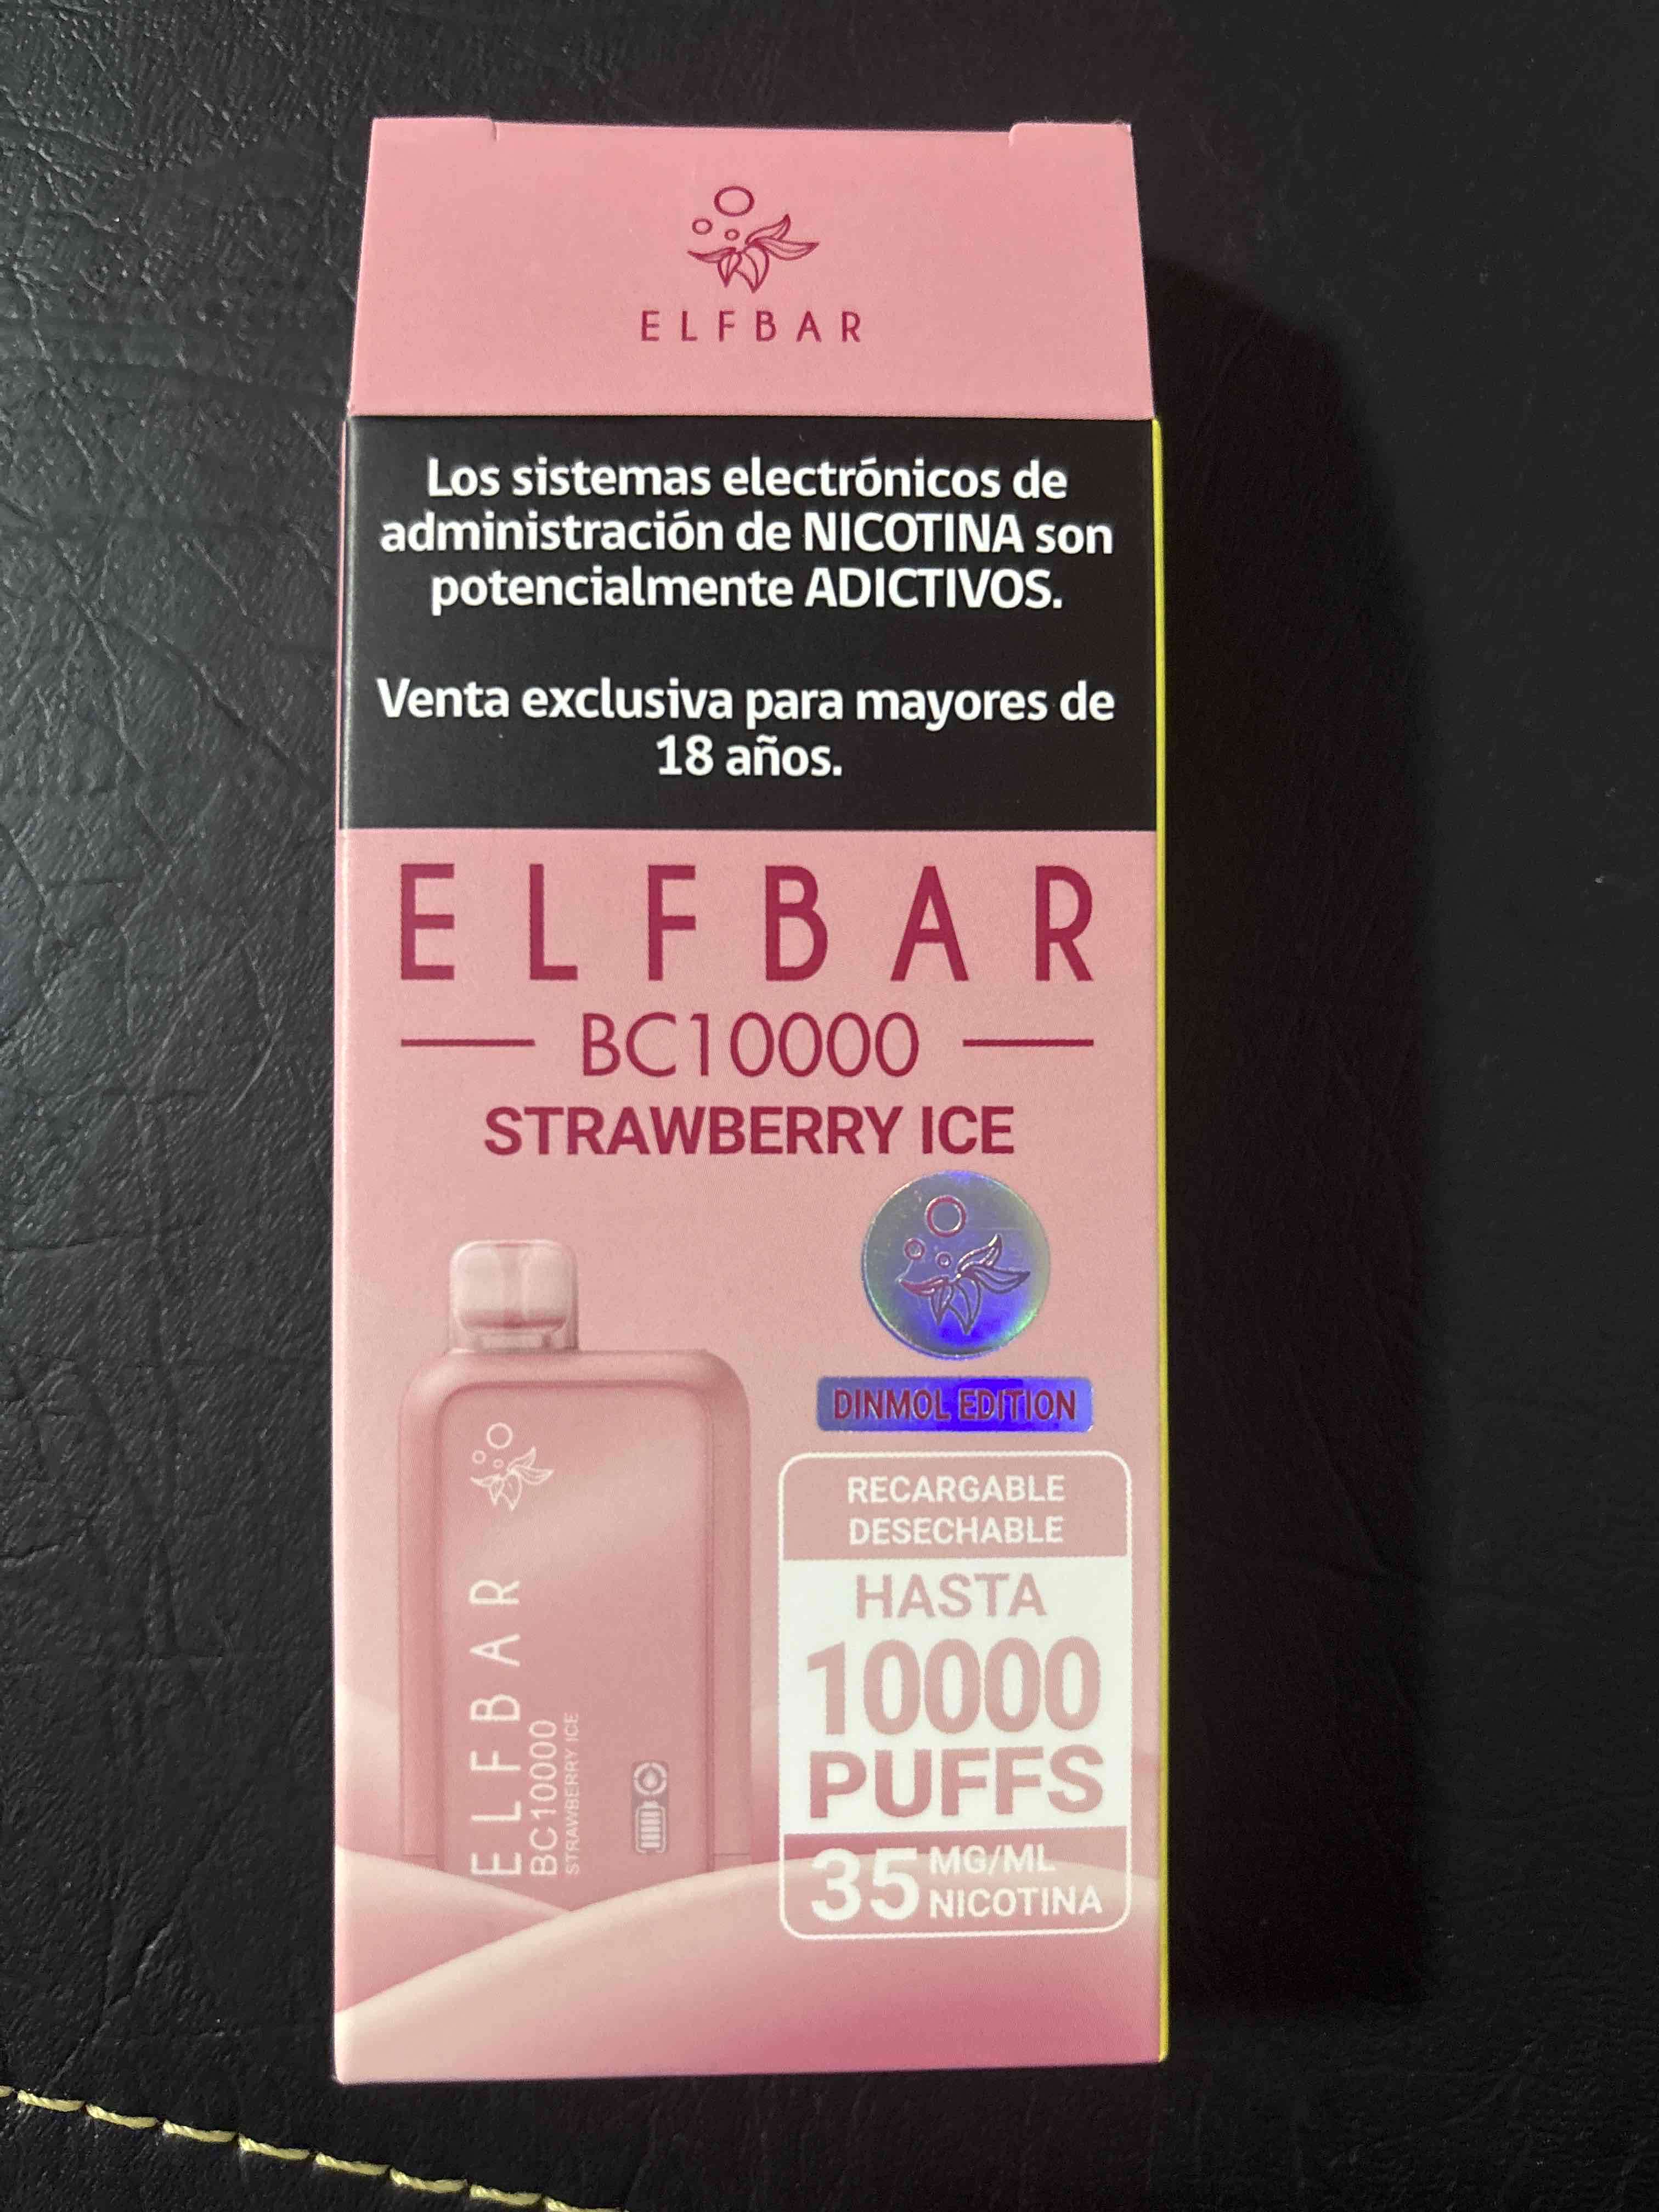 ELFBAR
Los sistemas electrónicos de
administración de NICOTINA son
potencialmente ADICTIVOS.
Venta exclusiva para mayores de
18 años.
ELFBAR
BC10000
STRAWBERRY ICE
DINMOL EDITION
RECARGABLE
DESECHABLE
HASTA
10000
PUFFS
35 MG/ML
NICOTINA
ELFBAR
BC10000
STRAWBERRY ICE